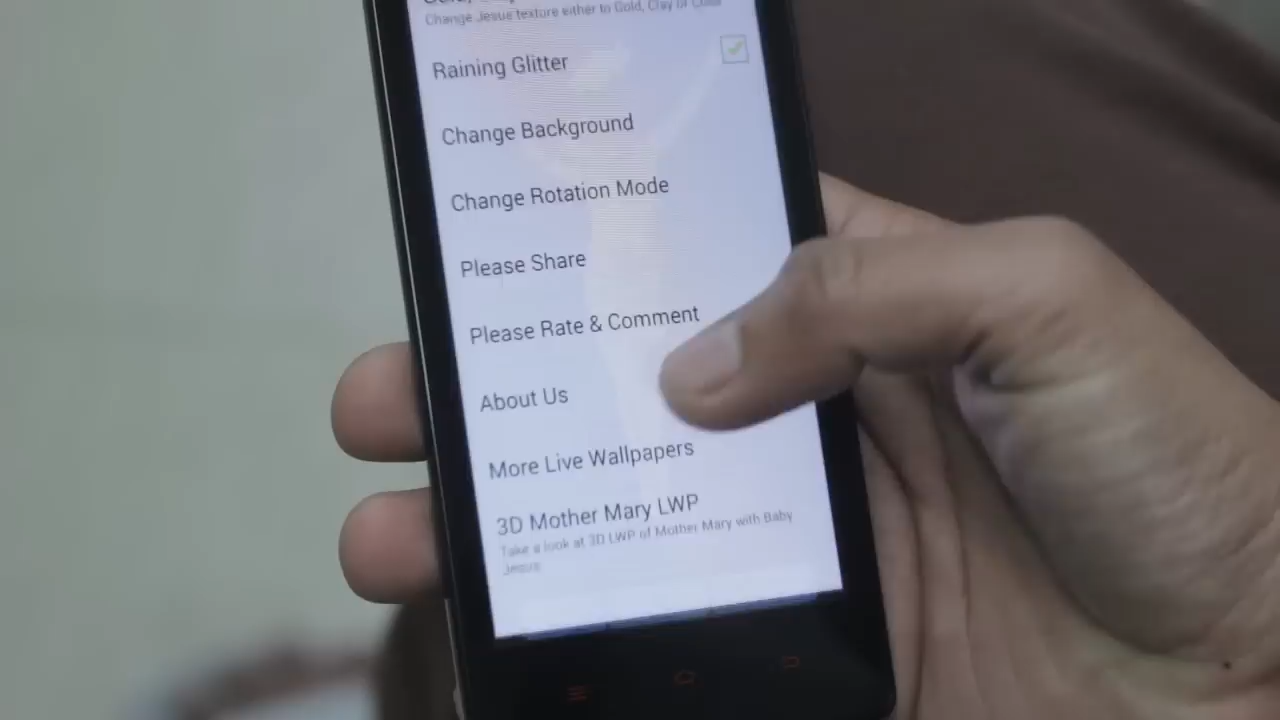 Change Jesus texture either to Gold, Clay or Color
Raining Glitter
Change Background
Change Rotation Mode
Please Share
Please Rate & Comment
About Us
More Live Wallpapers
3D Mother Mary LWP
Take a look at 3D LWP of Mother Mary with Baby
Jesus